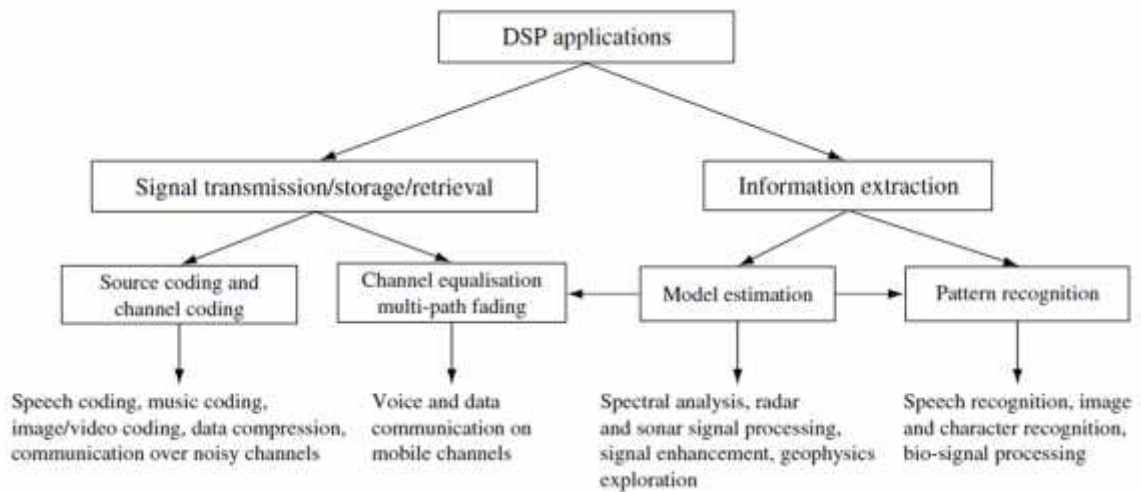 DSP applications
Signal transmission/storage/retrieval
Information extraction
Source coding and
channel coding
Channel equalisation
multi-path fading
Model estimation
Pattern recognition
Speech coding, music coding,
image/video coding, data compression,
communication over noisy channels
Voice and data
communication on
mobile channels
Spectral analysis, radar
and sonar signal processing,
signal enhancement, geophysics
exploration
Speech recognition, image
and character recognition,
bio-signal processing